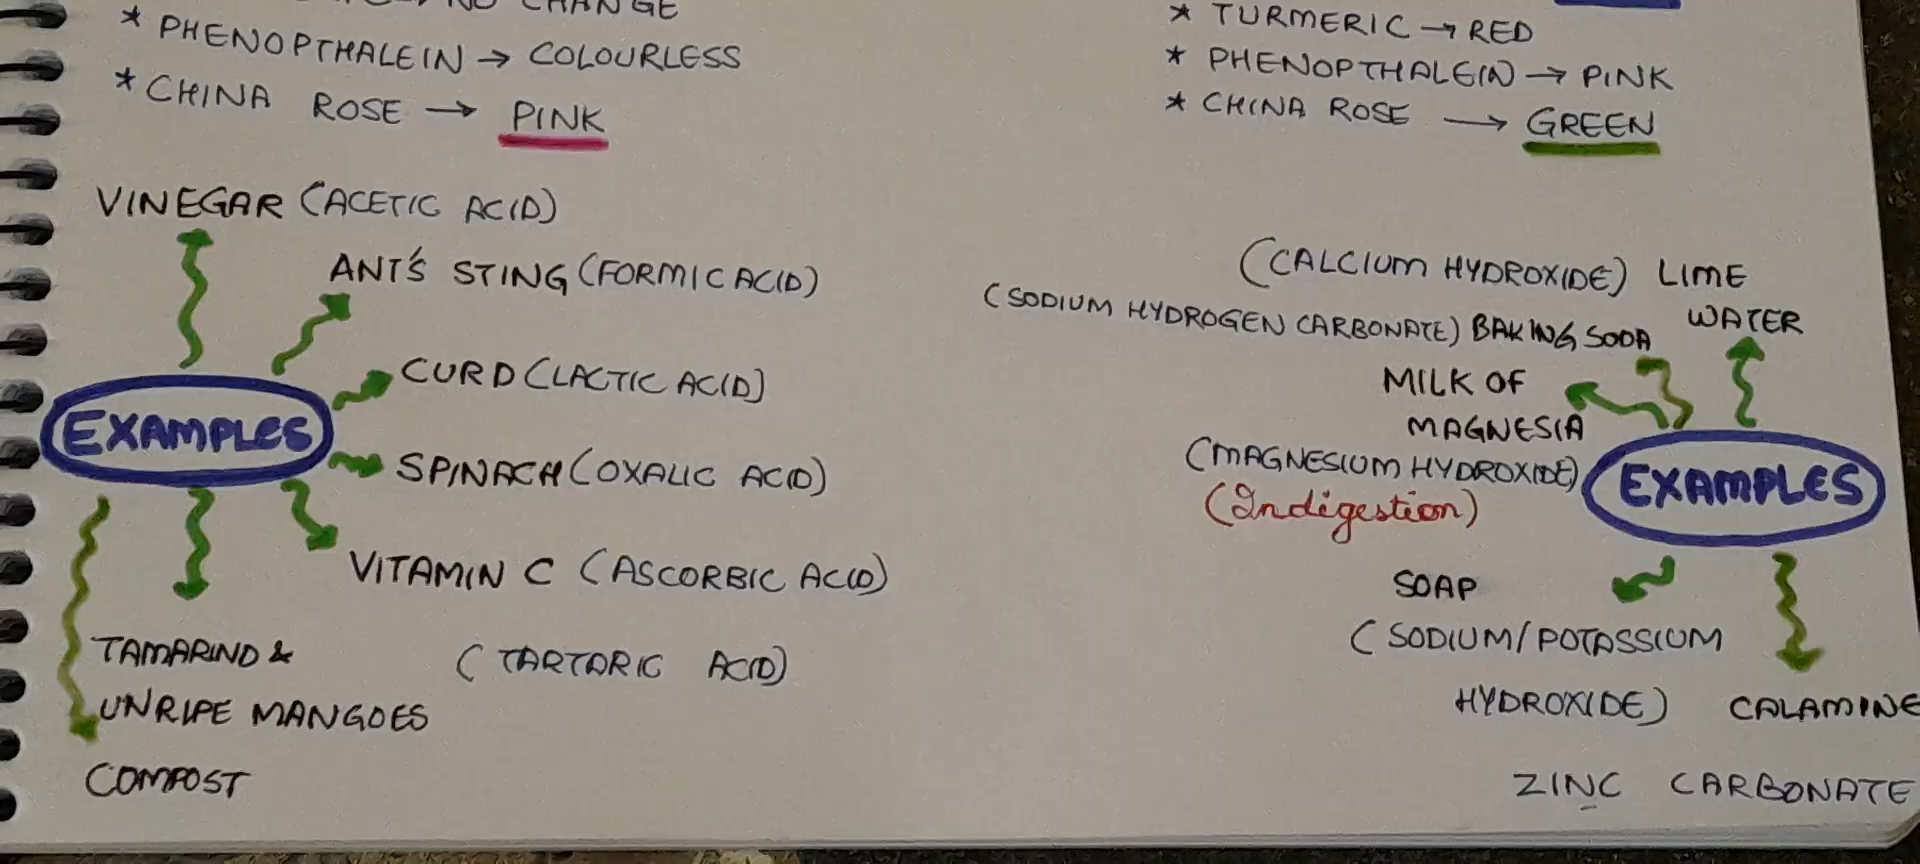 NO CHANGE
* PHENOPTHALEIN → COLOURLESS
* CHINA ROSE → PINK
VINEGAR (ACETIC ACID)
ANT'S STING (FORMIC ACID)
CURD (LACTIC ACID)
EXAMPLES
SPINACH (OXALIC ACID)
VITAMIN C (ASCORBIC ACID)
TAMARIND & (TARTARIC ACID)
UNRIPE MANGOES
COMPOST
* TURMERIC → RED
* PHENOPTHALEIN → PINK
* CHINA ROSE → GREEN
(CALCIUM HYDROXIDE) LIME
WATER
(SODIUM HYDROGEN CARBONATE) BAKING SODA
MILK OF
MAGNESIA
(MAGNESIUM HYDROXIDE)
(Indigestion)
EXAMPLES
SOAP
(SODIUM/POTASSIUM
HYDROXIDE)
CALAMINE
ZINC CARBONATE